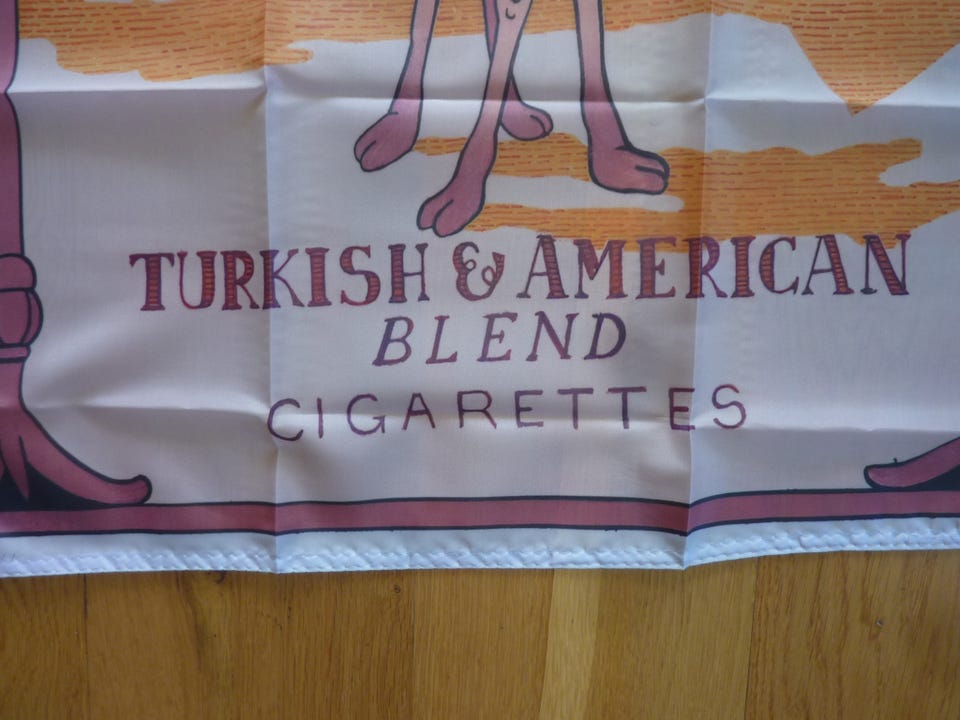 TURKISH & AMERICAN
BLEND
CIGARETTES